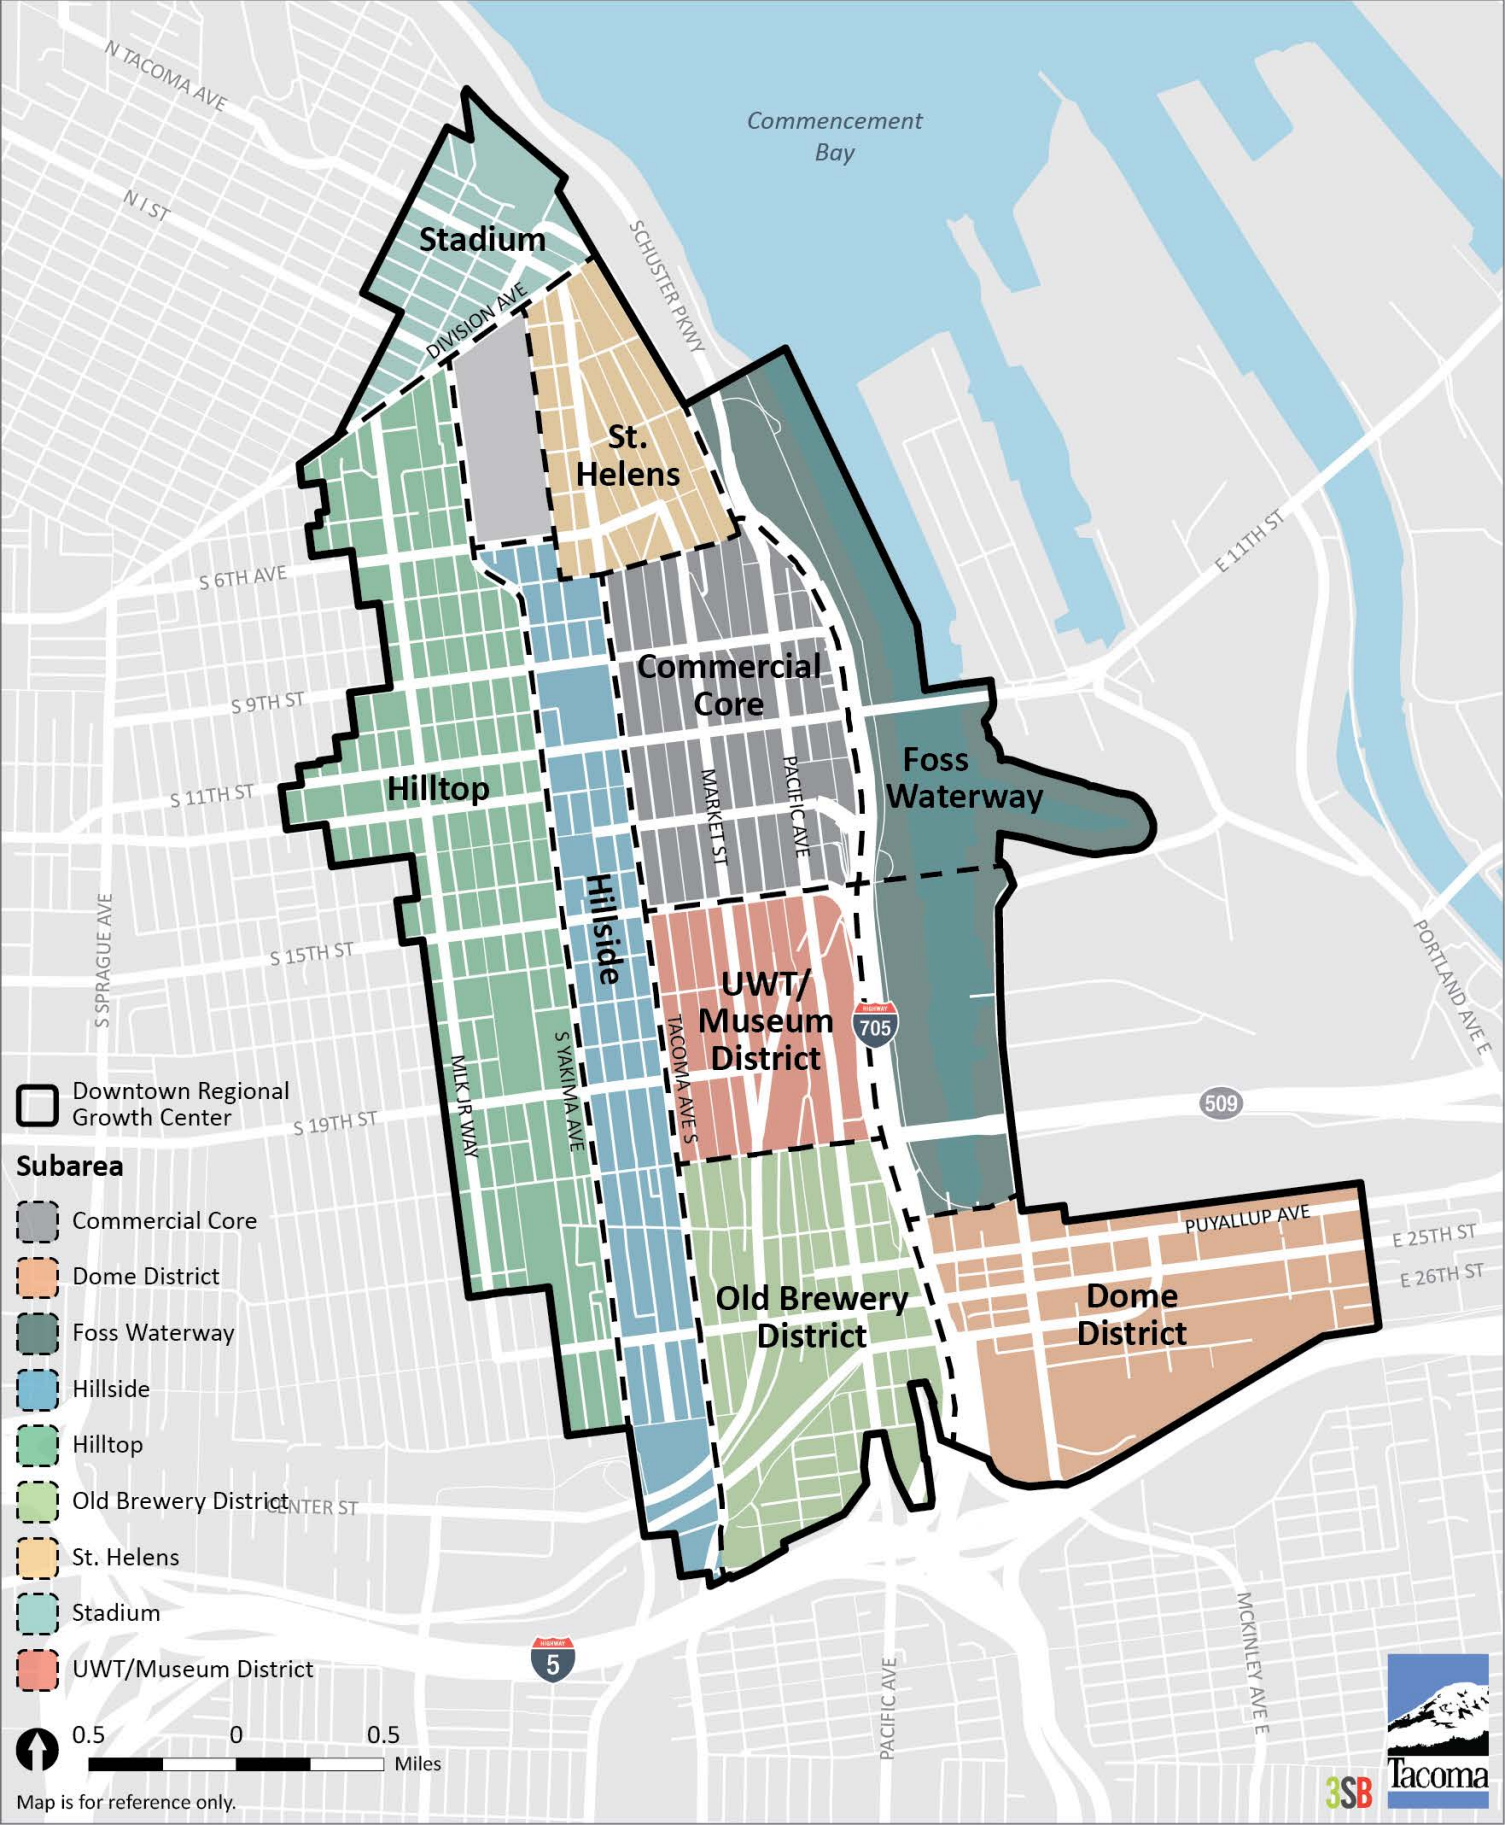 N TACOMA AVE
Commencement
Bay
N I ST
SCHUSTER PKWY
Stadium
DIVISION AVE
St.
Helens
E 11TH ST
S 6TH AVE
Commercial
Core
S 9TH ST
Foss
Waterway
Hilltop
MARKET ST
PACIFIC AVE
S 11TH ST
Hillside
S SPRAGUE AVE
S 15TH ST
PORTLAND AVE E
UWT/
Museum
District
HIGHWAY
705
TACOMA AVE S
S YAKIMA AVE
MLK JR WAY
509
S 19TH ST
PUYALLUP AVE
E 25TH ST
E 26TH ST
Old Brewery
District
Dome
District
CENTER ST
MCKINLEY AVE E
PACIFIC AVE
HIGHWAY
5
Downtown Regional
Growth Center
Subarea
Commercial Core
Dome District
Foss Waterway
Hillside
Hilltop
Old Brewery District
St. Helens
Stadium
UWT/Museum District
0.5 0 0.5
Miles
Map is for reference only.
3SB
Tacoma